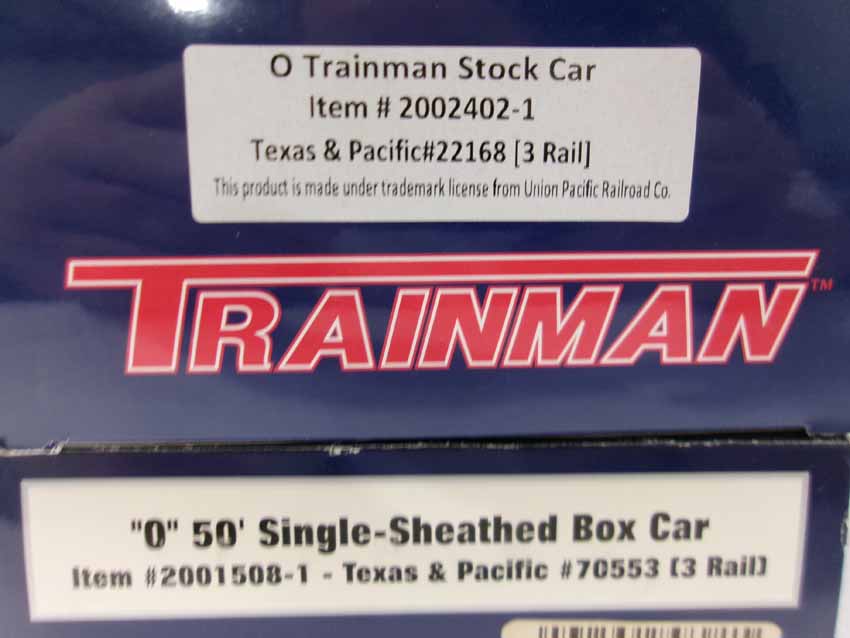 O Trainman Stock Car
Item # 2002402-1
Texas & Pacific#22168 [3 Rail]
This product is made under trademark license from Union Pacific Railroad Co.
TRAINMAN™
"O" 50' Single-Sheathed Box Car
Item #2001508-1 - Texas & Pacific #70553 [3 Rail]